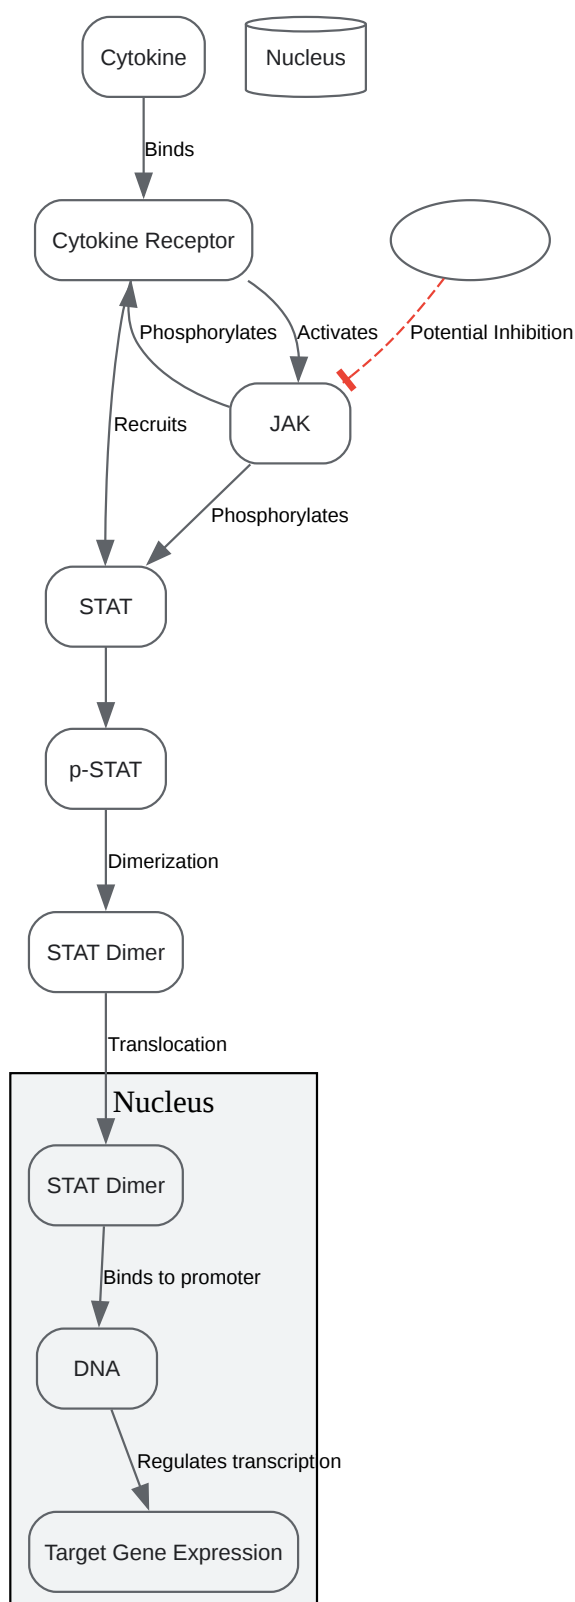 Cytokine
Nucleus
Binds
Cytokine Receptor
Phosphorylates
Activates
Potential Inhibition
Recruits
JAK
Phosphorylates
STAT
p-STAT
Dimerization
STAT Dimer
Translocation
Nucleus
STAT Dimer
Binds to promoter
DNA
Regulates transcription
Target Gene Expression